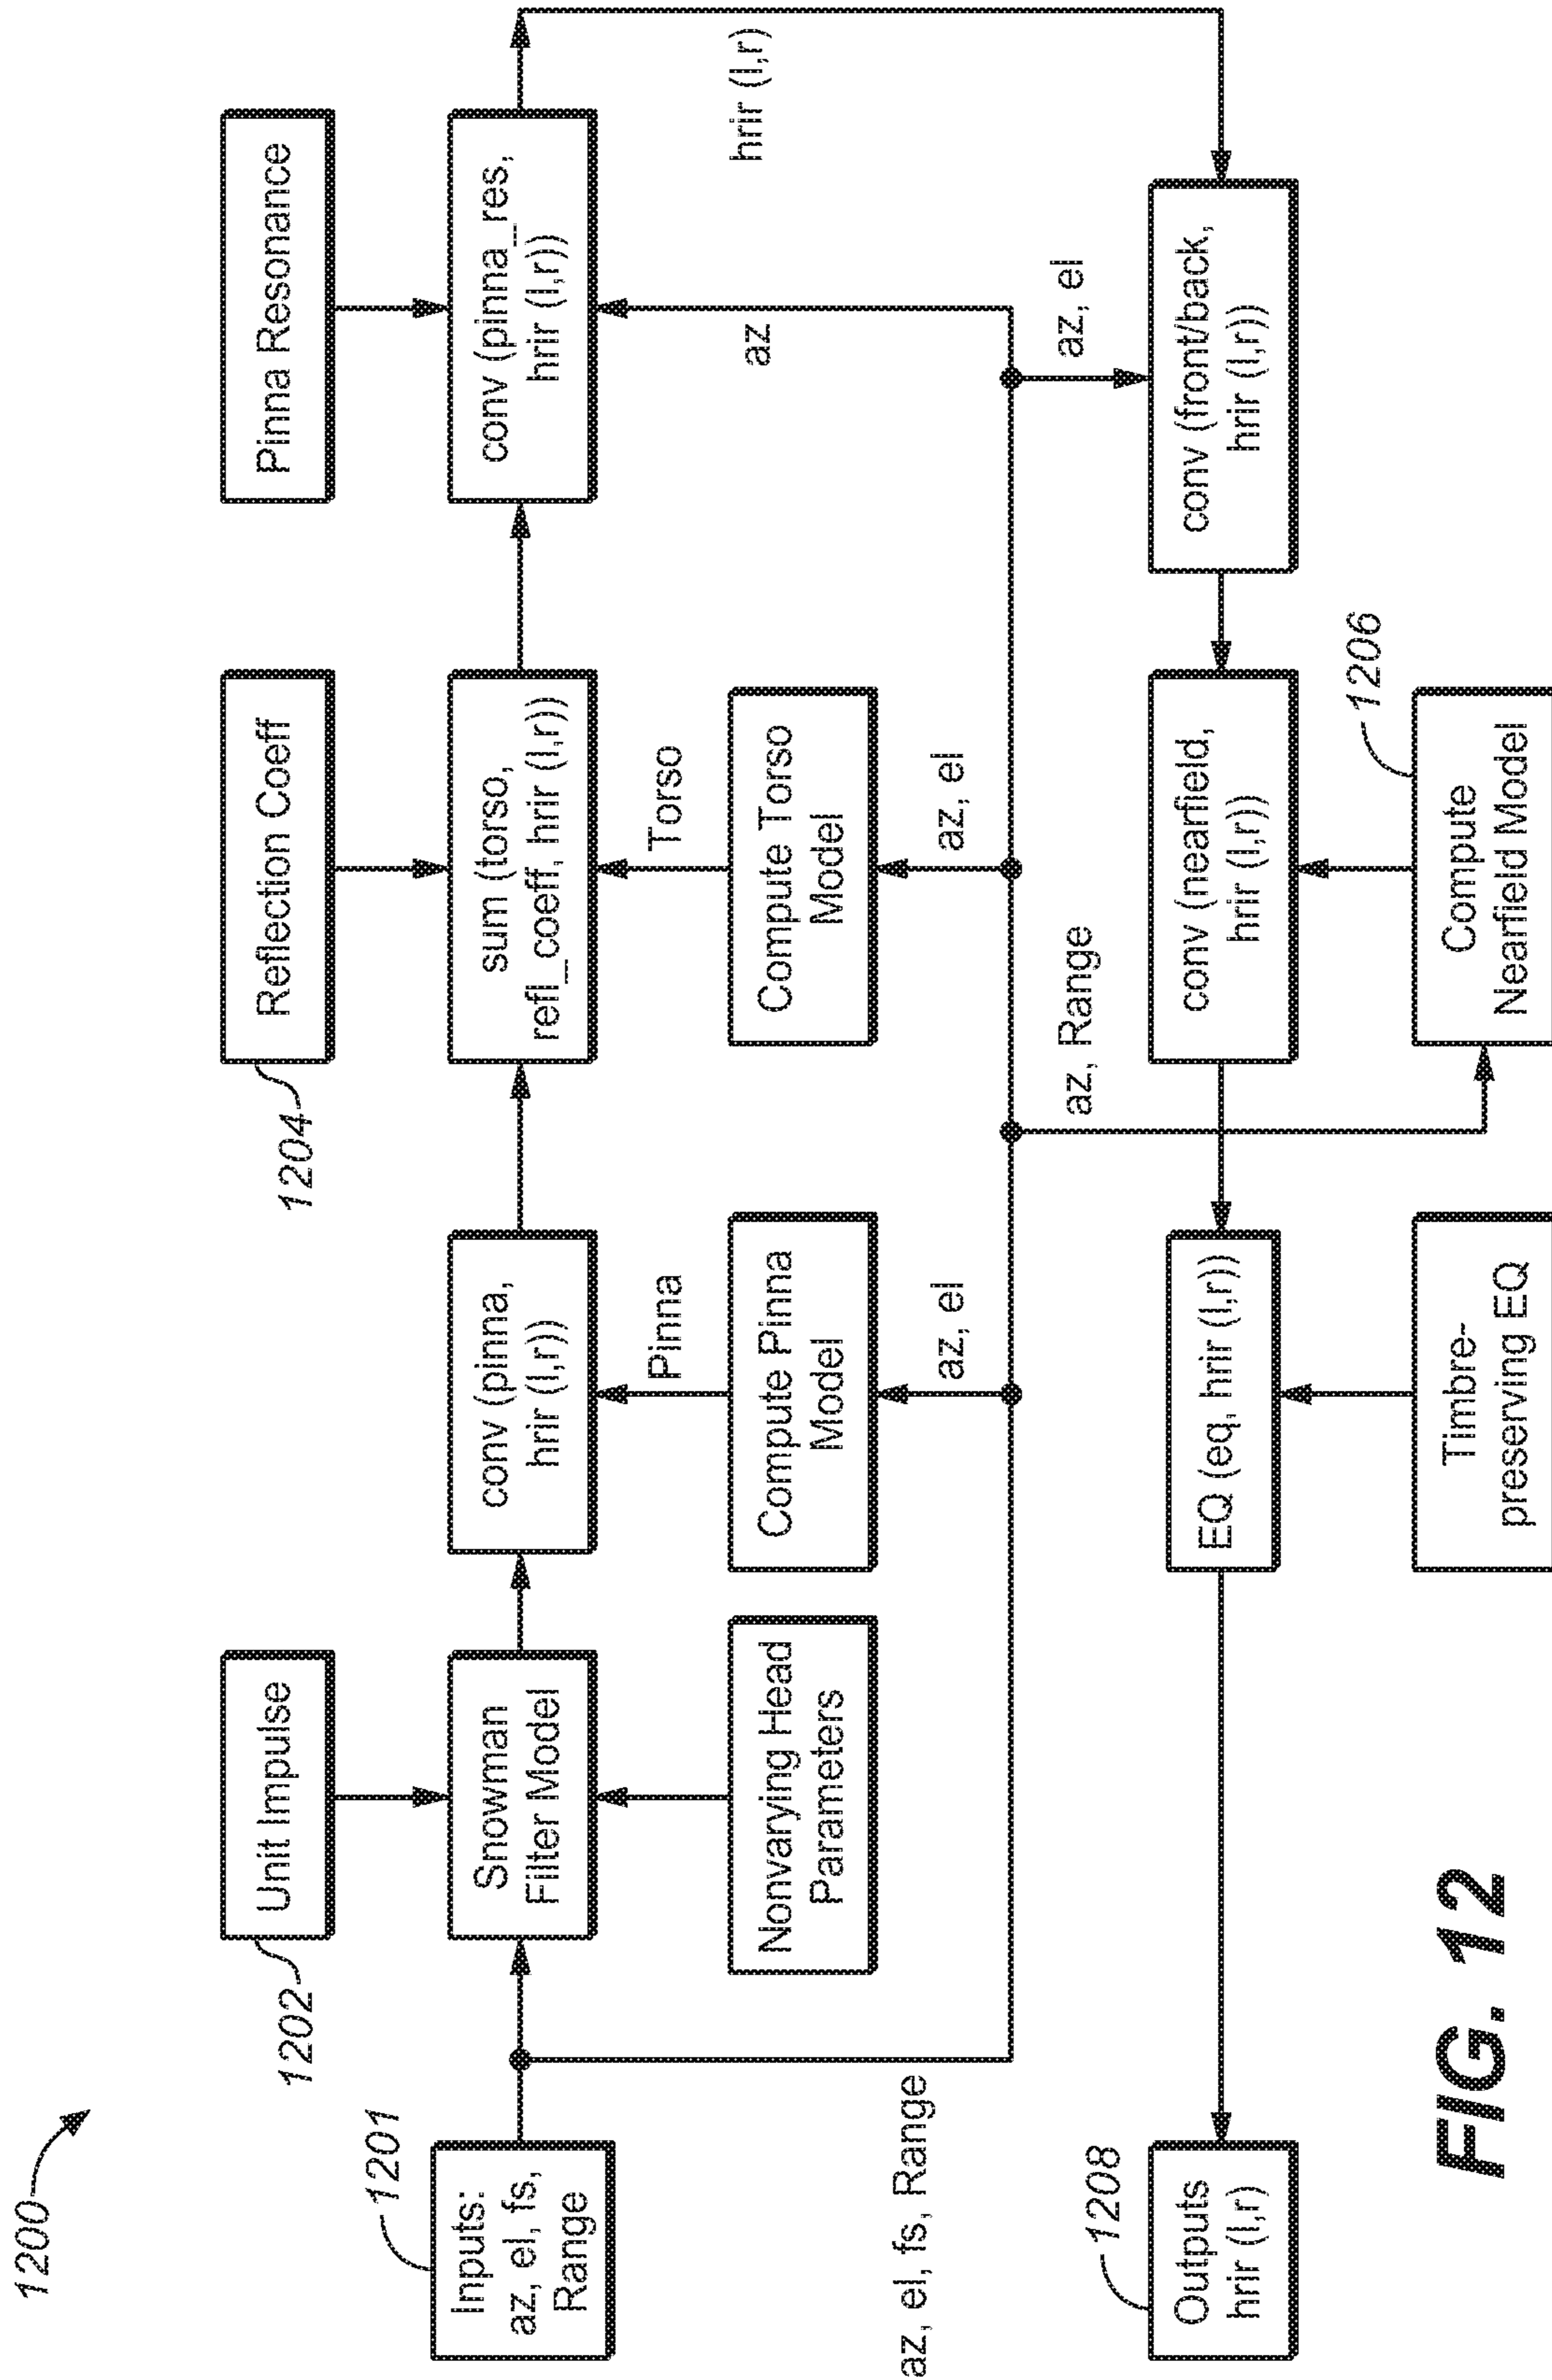 1200
1202
Unit Impulse
1204
Reflection Coeff
Pinna Resonance
1201
Inputs:
az, el, fs,
Range
Snowman
Filter Model
conv (pinna,
hrir (l,r))
sum (torso,
refl_coeff, hrir (l,r))
conv (pinna_res,
hrir (l,r))
Pinna
Torso
az
hrir (l,r)
Nonvarying Head
Parameters
Compute Pinna
Model
Compute Torso
Model
az, el, fs, Range
az, el
az, el
az, Range
az, el
1208
Outputs
hrir (l,r)
EQ (eq, hrir (l,r))
conv (nearfield,
hrir (l,r))
conv (front/back,
hrir (l,r))
1206
Timbre-
preserving EQ
Compute
Nearfield Model
FIG. 12